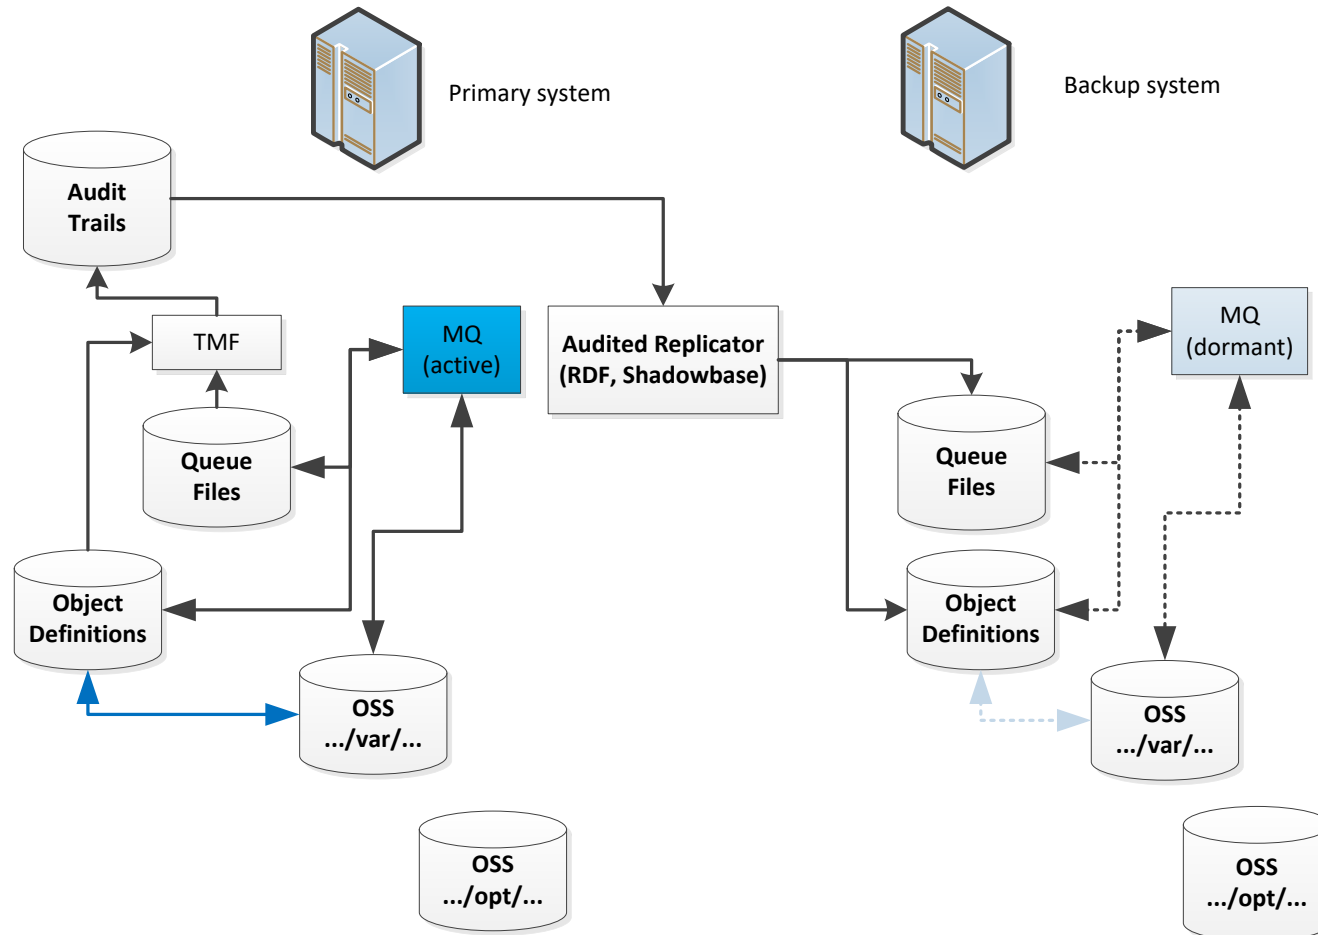 Primary system
Backup system
Audit
Trails
TMF
MQ
(active)
Audited Replicator
(RDF, Shadowbase)
MQ
(dormant)
Queue
Files
Queue
Files
Object
Definitions
Object
Definitions
OSS
.../var/...
OSS
.../var/...
OSS
.../opt/...
OSS
.../opt/...